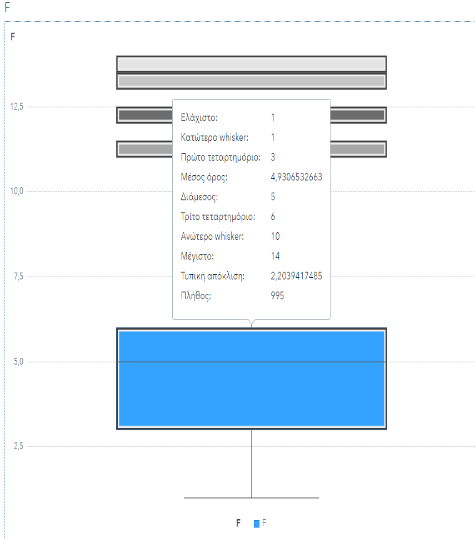 F
F
12,5
Ελάχιστο: 1
Κατώτερο whisker: 1
Πρώτο τεταρτημόριο: 3
10,0
Μέσος όρος: 4,9306532663
Διάμεσος: 5
Τρίτο τεταρτημόριο: 6
Ανώτερο whisker: 10
Μέγιστο: 14
7,5
Τυπική απόκλιση: 2,2039417485
Πλήθος: 995
5,0
2,5
F F